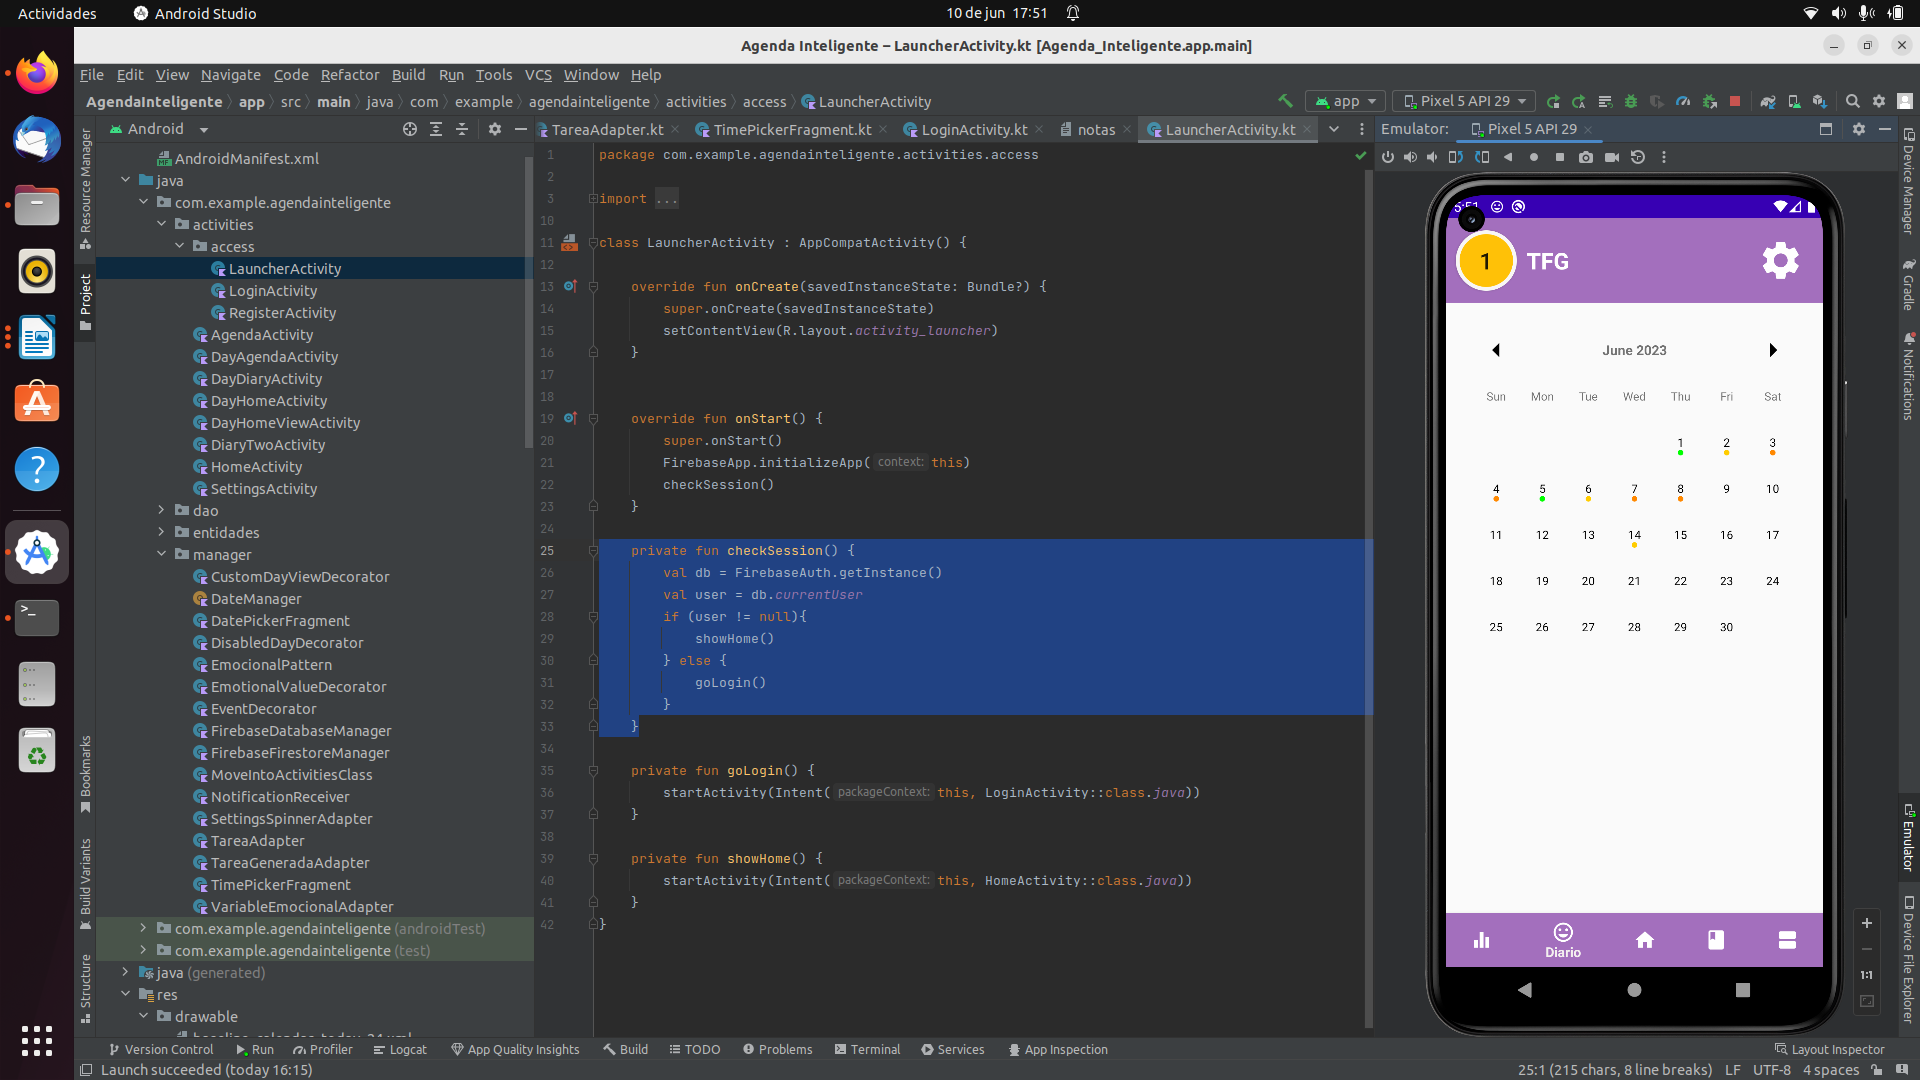 Actividades
Android Studio
10 de jun 17:51
Agenda Inteligente – LauncherActivity.kt [Agenda_Inteligente.app.main]
File Edit View Navigate Code Refactor Build Run Tools VCS Window Help
AgendaInteligente app src main java com example agendainteligente activities access LauncherActivity
app
Pixel 5 API 29
Android
TareaAdapter.kt
TimePickerFragment.kt
LoginActivity.kt
notas
LauncherActivity.kt
Emulator:
Pixel 5 API 29
Resource Manager
Project
Bookmarks
Build Variants
Structure
AndroidManifest.xml
java
com.example.agendainteligente
activities
access
LauncherActivity
LoginActivity
RegisterActivity
AgendaActivity
DayAgendaActivity
DayDiaryActivity
DayHomeActivity
DayHomeViewActivity
DiaryTwoActivity
HomeActivity
SettingsActivity
dao
entidades
manager
CustomDayViewDecorator
DateManager
DatePickerFragment
DisabledDayDecorator
EmocionalPattern
EmotionalValueDecorator
EventDecorator
FirebaseDatabaseManager
FirebaseFirestoreManager
MoveIntoActivitiesClass
NotificationReceiver
SettingsSpinnerAdapter
TareaAdapter
TareaGeneradaAdapter
TimePickerFragment
VariableEmocionalAdapter
com.example.agendainteligente (androidTest)
com.example.agendainteligente (test)
java (generated)
res
drawable
1 package com.example.agendainteligente.activities.access
2
3 import ...
10
11 class LauncherActivity : AppCompatActivity() {
12
13 override fun onCreate(savedInstanceState: Bundle?) {
14 super.onCreate(savedInstanceState)
15 setContentView(R.layout.activity_launcher)
16 }
17
18
19 override fun onStart() {
20 super.onStart()
21 FirebaseApp.initializeApp( context: this)
22 checkSession()
23 }
24
25 private fun checkSession() {
26 val db = FirebaseAuth.getInstance()
27 val user = db.currentUser
28 if (user != null){
29 showHome()
30 } else {
31 goLogin()
32 }
33 }
34
35 private fun goLogin() {
36 startActivity(Intent( packageContext: this, LoginActivity::class.java))
37 }
38
39 private fun showHome() {
40 startActivity(Intent( packageContext: this, HomeActivity::class.java))
41 }
42 }
1 TFG
June 2023
Sun Mon Tue Wed Thu Fri Sat
1 2 3
4 5 6 7 8 9 10
11 12 13 14 15 16 17
18 19 20 21 22 23 24
25 26 27 28 29 30
Diario
1:1
Device Manager
Gradle
Notifications
Emulator
Device File Explorer
Version Control Run Profiler Logcat App Quality Insights Build TODO Problems Terminal Services App Inspection
Layout Inspector
Launch succeeded (today 16:15)
25:1 (215 chars, 8 line breaks) LF UTF-8 4 spaces